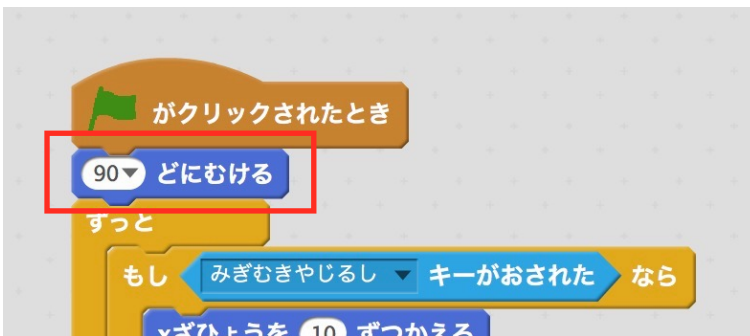 がクリックされたとき
90 どにむける
ずっと
もし みぎむきやじるし キーがおされた なら
xざひょうを 10 ずつかえる